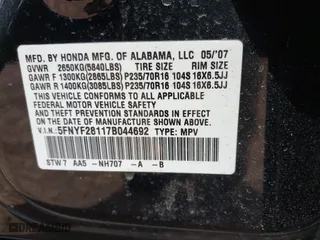 MFD. BY HONDA MFG. OF ALABAMA, LLC 05/'07
GVWR 2650KG(5840LBS) TIRE SIZE RIM SIZE
GAWR F 1300KG(2865LBS)P235/70R16 104S 16X6.5JJ
GAWR R 1400KG(3085LBS)P235/70R16 104S 16X6.5JJ
THIS VEHICLE CONFORMS TO ALL APPLICABLE
FEDERAL MOTOR VEHICLE SAFETY AND
THEFT PREVENTION STANDARDS IN EFFECT ON
THE DATE OF MANUFACTURE SHOWN ABOVE.
V.I.N.: 5FNYF28117B044692 TYPE: MPV
STW7 AA5 -NH707 -A -B